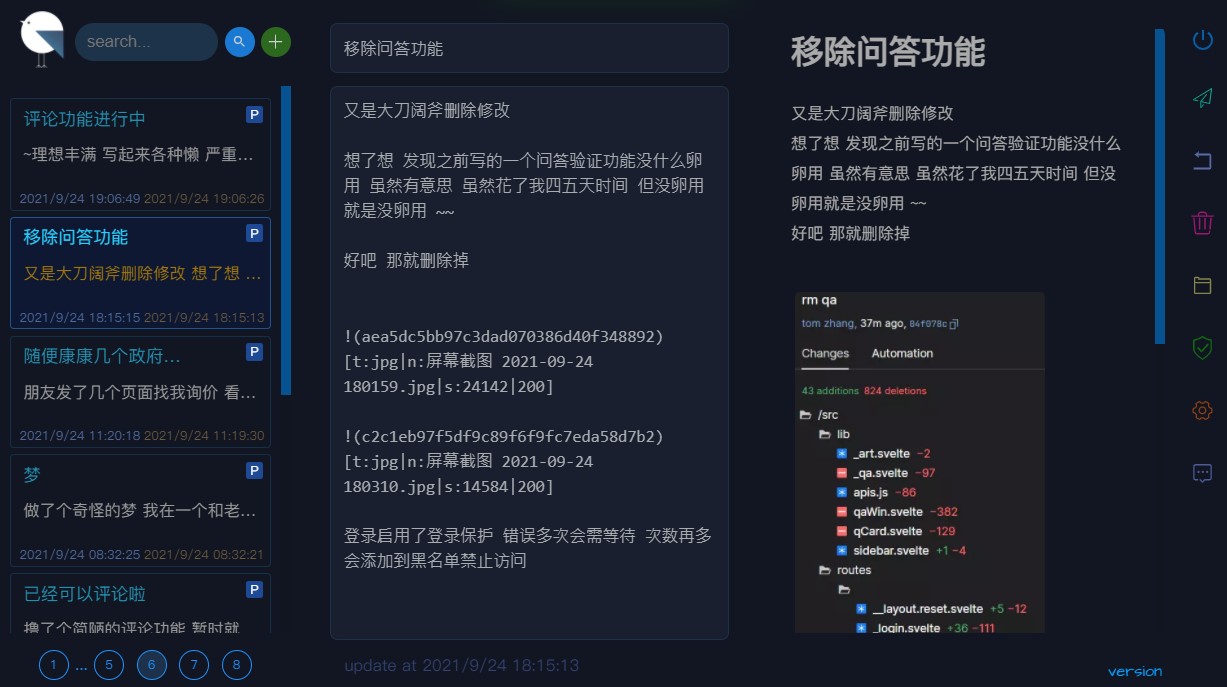 search...
评论功能进行中
P
~理想丰满 写起来各种懒 严重...
2021/9/24 19:06:49 2021/9/24 19:06:26
移除问答功能
P
又是大刀阔斧删除修改 想了想 ...
2021/9/24 18:15:15 2021/9/24 18:15:13
随便康康几个政府...
P
朋友发了几个页面找我询价 看...
2021/9/24 11:20:18 2021/9/24 11:19:30
梦
P
做了个奇怪的梦 我在一个和老...
2021/9/24 08:32:25 2021/9/24 08:32:21
已经可以评论啦
P
撸了个简陋的评论功能 暂时就
1 ... 5 6 7 8
移除问答功能
又是大刀阔斧删除修改
想了想 发现之前写的一个问答验证功能没什么卵
用 虽然有意思 虽然花了我四五天时间 但没卵用
就是没卵用 ~~
好吧 那就删除掉
!(aea5dc5bb97c3dad070386d40f348892)
[t:jpg|n:屏幕截图 2021-09-24
180159.jpg|s:24142|200]
!(c2c1eb97f5df9c89f6f9fc7eda58d7b2)
[t:jpg|n:屏幕截图 2021-09-24
180310.jpg|s:14584|200]
登录启用了登录保护 错误多次会需等待 次数再多
会添加到黑名单禁止访问
update at 2021/9/24 18:15:13
移除问答功能
又是大刀阔斧删除修改
想了想 发现之前写的一个问答验证功能没什么
卵用 虽然有意思 虽然花了我四五天时间 但没
卵用就是没卵用 ~~
好吧 那就删除掉
rm qa
tom zhang, 37m ago, 84f078c
Changes Automation
43 additions 824 deletions
/src
lib
_art.svelte -2
_qa.svelte -97
apis.js -86
qaWin.svelte -382
qCard.svelte -129
sidebar.svelte +1 -4
routes
__layout.reset.svelte +5 -12
_login.svelte +36 -111
version